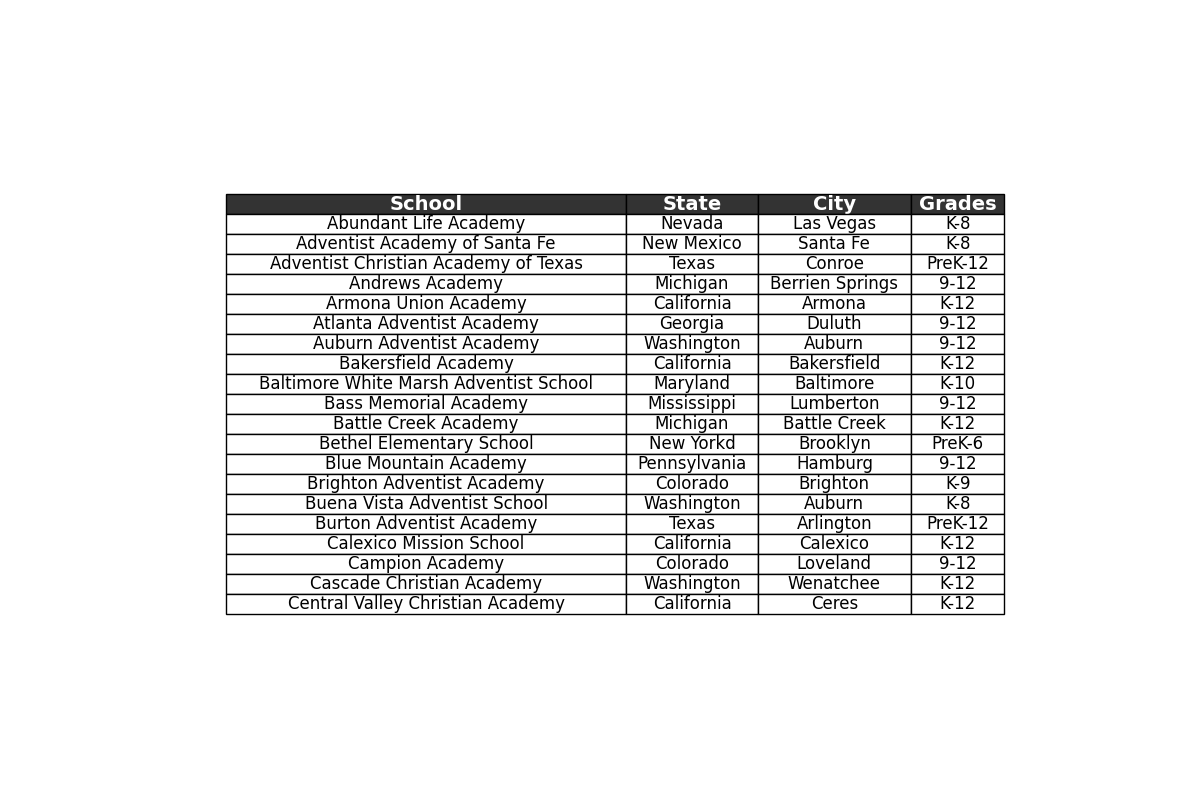 School State City Grades
Abundant Life Academy Nevada Las Vegas K-8
Adventist Academy of Santa Fe New Mexico Santa Fe K-8
Adventist Christian Academy of Texas Texas Conroe PreK-12
Andrews Academy Michigan Berrien Springs 9-12
Armona Union Academy California Armona K-12
Atlanta Adventist Academy Georgia Duluth 9-12
Auburn Adventist Academy Washington Auburn 9-12
Bakersfield Academy California Bakersfield K-12
Baltimore White Marsh Adventist School Maryland Baltimore K-10
Bass Memorial Academy Mississippi Lumberton 9-12
Battle Creek Academy Michigan Battle Creek K-12
Bethel Elementary School New Yorkd Brooklyn PreK-6
Blue Mountain Academy Pennsylvania Hamburg 9-12
Brighton Adventist Academy Colorado Brighton K-9
Buena Vista Adventist School Washington Auburn K-8
Burton Adventist Academy Texas Arlington PreK-12
Calexico Mission School California Calexico K-12
Campion Academy Colorado Loveland 9-12
Cascade Christian Academy Washington Wenatchee K-12
Central Valley Christian Academy California Ceres K-12